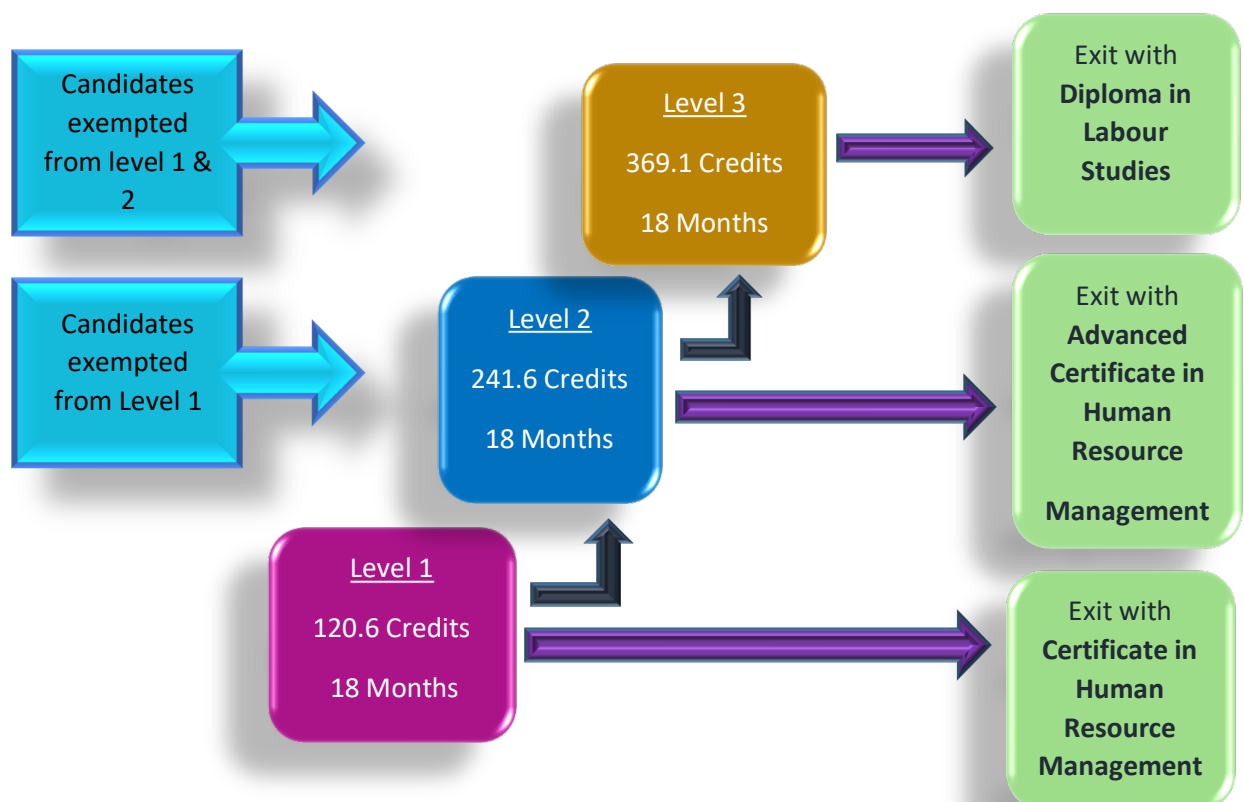 Candidates
exempted
from level 1 &
2
Level 3
369.1 Credits
18 Months
Exit with
Diploma in
Labour
Studies
Candidates
exempted
from Level 1
Level 2
241.6 Credits
18 Months
Exit with
Advanced
Certificate in
Human
Resource
Management
Level 1
120.6 Credits
18 Months
Exit with
Certificate in
Human
Resource
Management